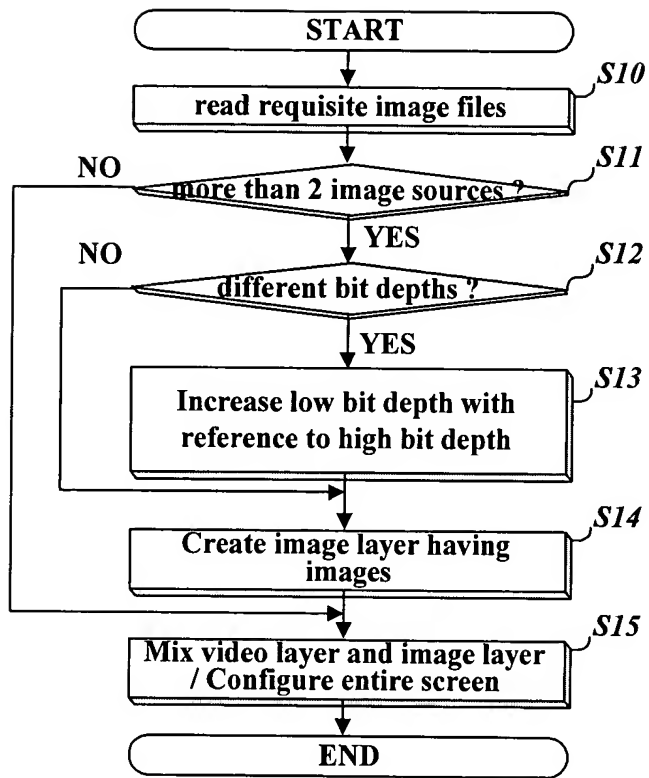 START
S10
read requisite image files
S11
NO
more than 2 image sources ?
YES
S12
NO
different bit depths ?
YES
S13
Increase low bit depth with
reference to high bit depth
S14
Create image layer having
images
S15
Mix video layer and image layer
/ Configure entire screen
END